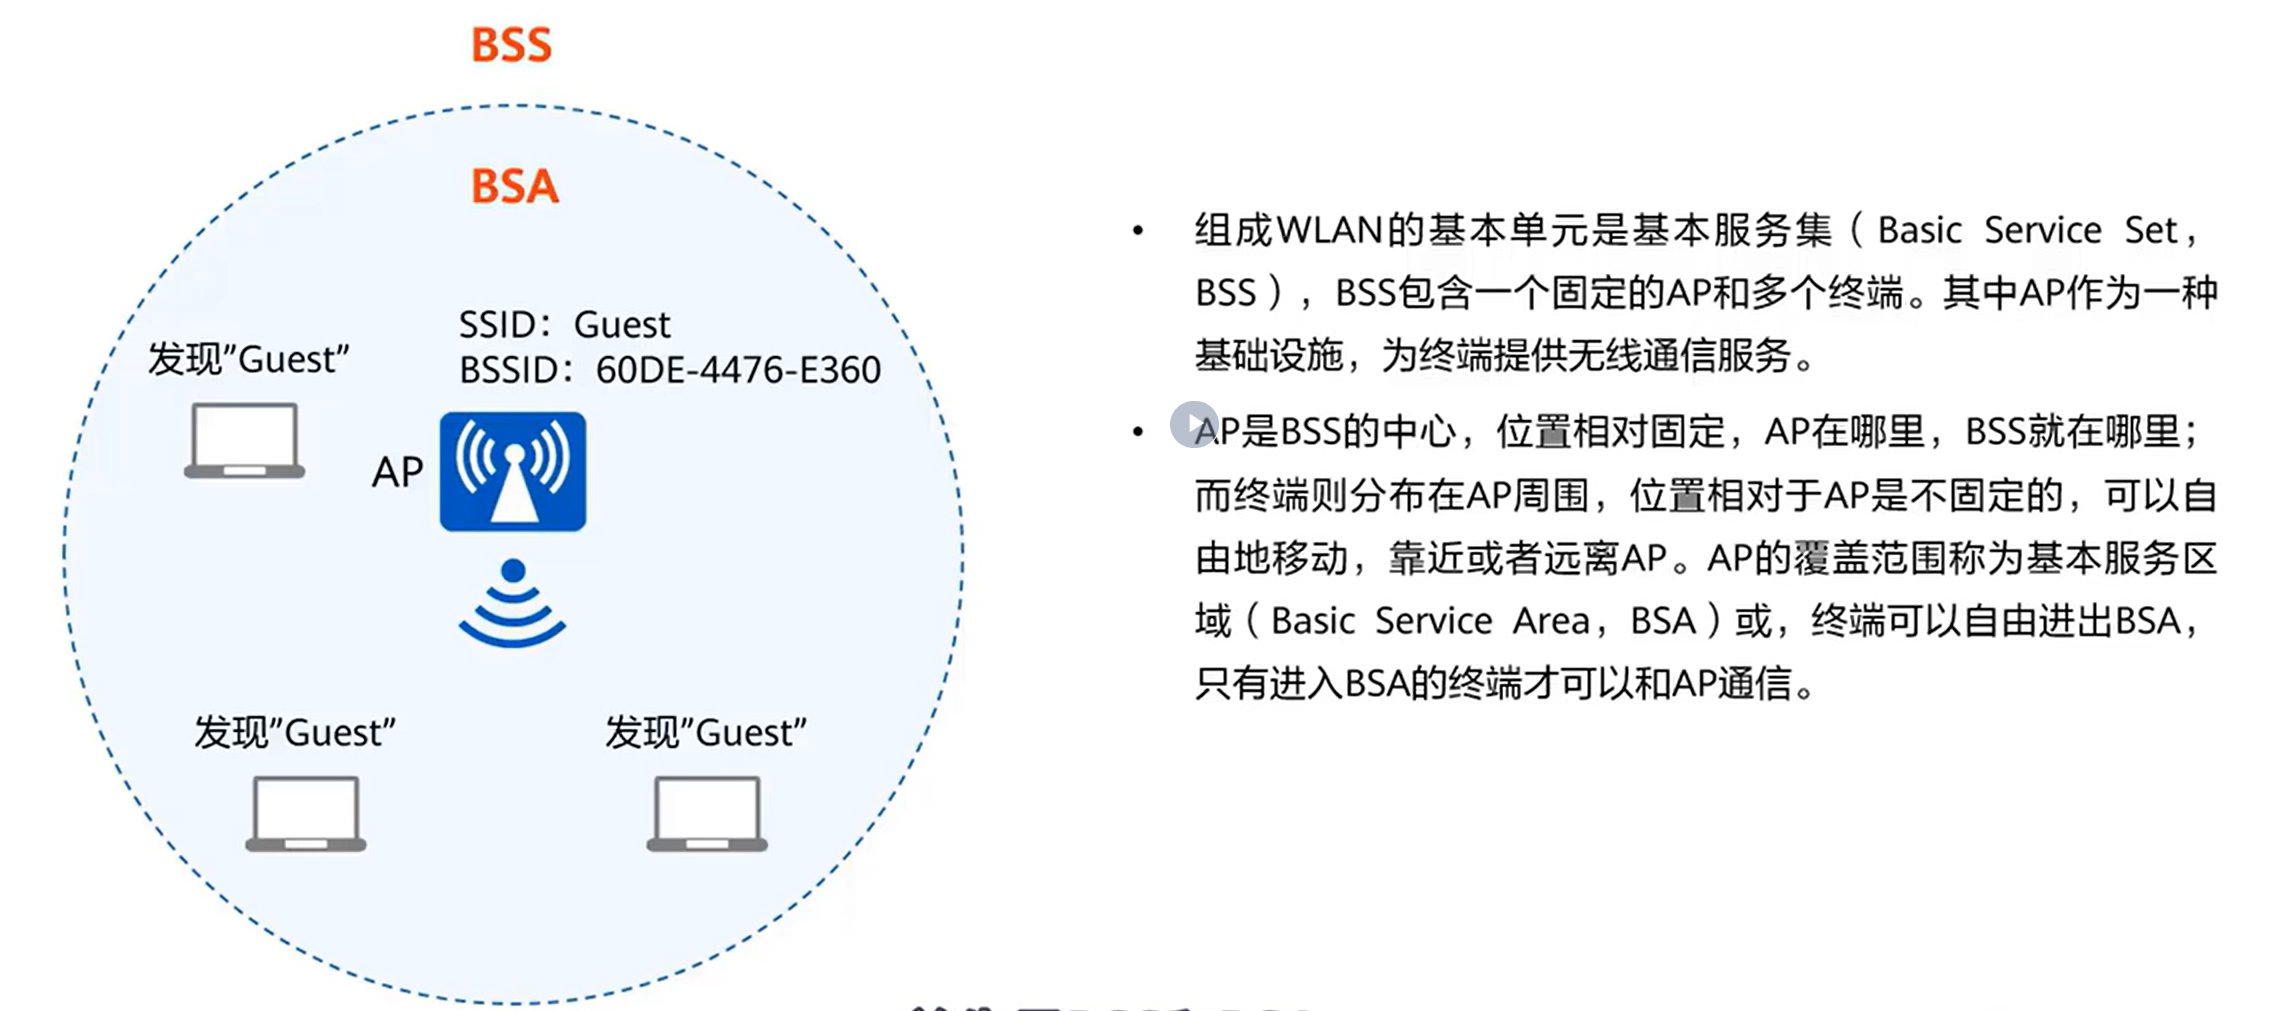 BSS
BSA
SSID：Guest
BSSID：60DE-4476-E360
发现”Guest”
AP
发现”Guest”
发现”Guest”
• 组成WLAN的基本单元是基本服务集（Basic Service Set，
BSS），BSS包含一个固定的AP和多个终端。其中AP作为一种
基础设施，为终端提供无线通信服务。
• AP是BSS的中心，位置相对固定，AP在哪里，BSS就在哪里；
而终端则分布在AP周围，位置相对于AP是不固定的，可以自
由地移动，靠近或者远离AP。AP的覆盖范围称为基本服务区
域（Basic Service Area，BSA）或，终端可以自由进出BSA，
只有进入BSA的终端才可以和AP通信。